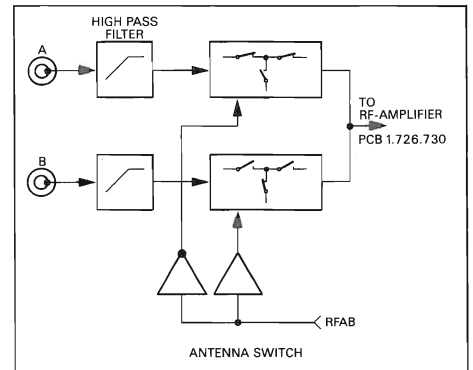 HIGH PASS
FILTER
A
TO
RF-AMPLIFIER
PCB 1.726.730
B
RFAB
ANTENNA SWITCH